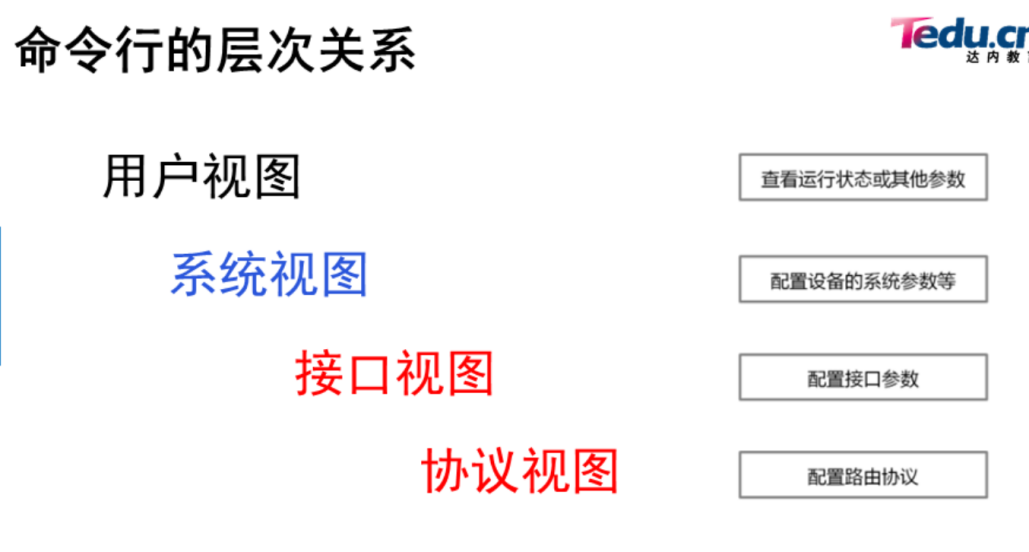 命令行的层次关系
Tedu.cn
达内教
用户视图
查看运行状态或其他参数
系统视图
配置设备的系统参数等
接口视图
配置接口参数
协议视图
配置路由协议